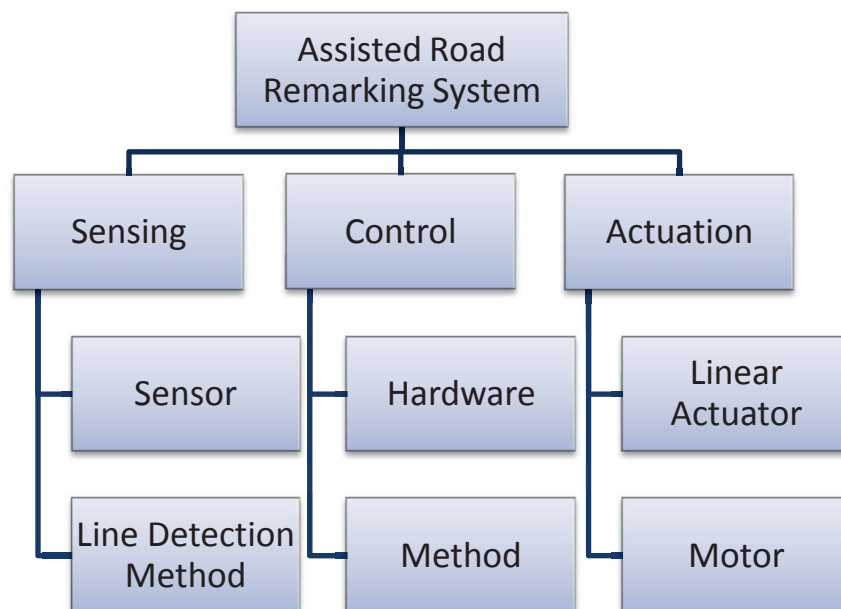 Assisted Road
Remarking System
Sensing
Control
Actuation
Sensor
Hardware
Linear
Actuator
Line Detection
Method
Method
Motor